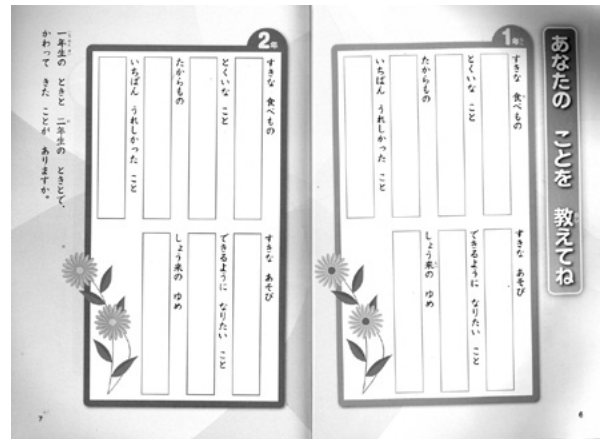 あなたの ことを 教えてね
1年
すきな 食べもの
とくいな こと
たからもの
いちばん うれしかった こと
すきな あそび
できるように なりたい こと
しょう来の ゆめ
6
2年
すきな 食べもの
とくいな こと
たからもの
いちばん うれしかった こと
すきな あそび
できるように なりたい こと
しょう来の ゆめ
一年生の ときと 二年生の ときとで、
かわって きた ことが ありますか。
7